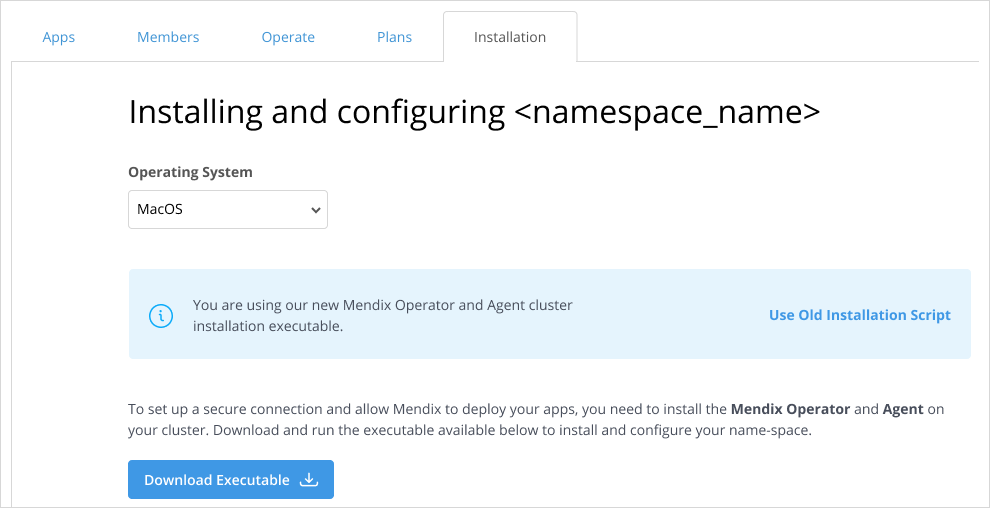 Apps Members Operate Plans Installation
Installing and configuring <namespace_name>
Operating System
MacOS
You are using our new Mendix Operator and Agent cluster
installation executable.
Use Old Installation Script
To set up a secure connection and allow Mendix to deploy your apps, you need to install the Mendix Operator and Agent on
your cluster. Download and run the executable available below to install and configure your name-space.
Download Executable